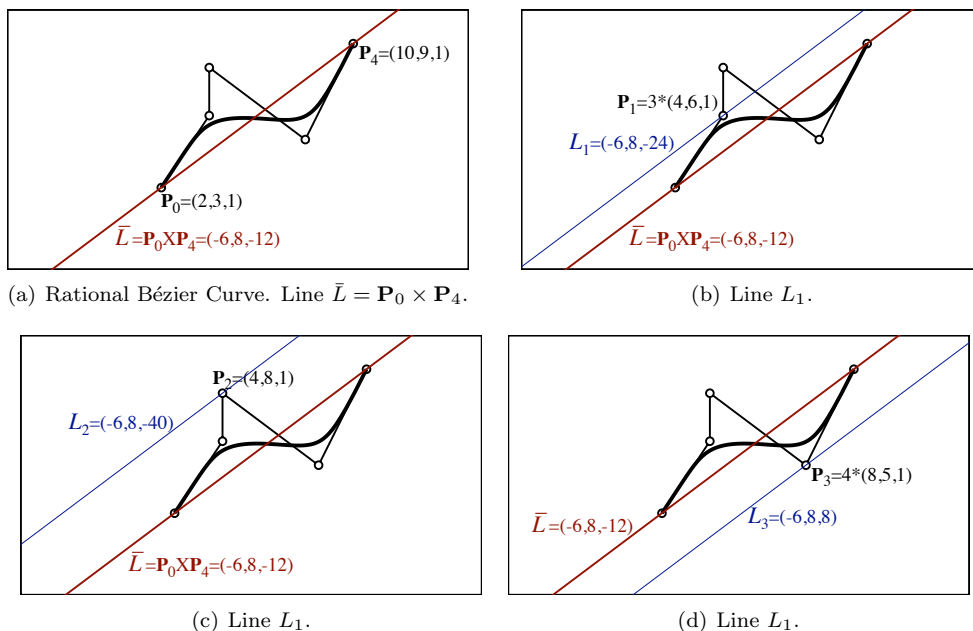 P₄=(10,9,1)
P₀=(2,3,1)
L̄=P₀XP₄=(-6,8,-12)
(a) Rational Bézier Curve. Line L̄ = P₀ × P₄.
P₁=3*(4,6,1)
L₁=(-6,8,-24)
L̄=P₀XP₄=(-6,8,-12)
(b) Line L₁.
P₂=(4,8,1)
L₂=(-6,8,-40)
L̄=P₀XP₄=(-6,8,-12)
(c) Line L₁.
P₃=4*(8,5,1)
L̄=(-6,8,-12)
L₃=(-6,8,8)
(d) Line L₁.